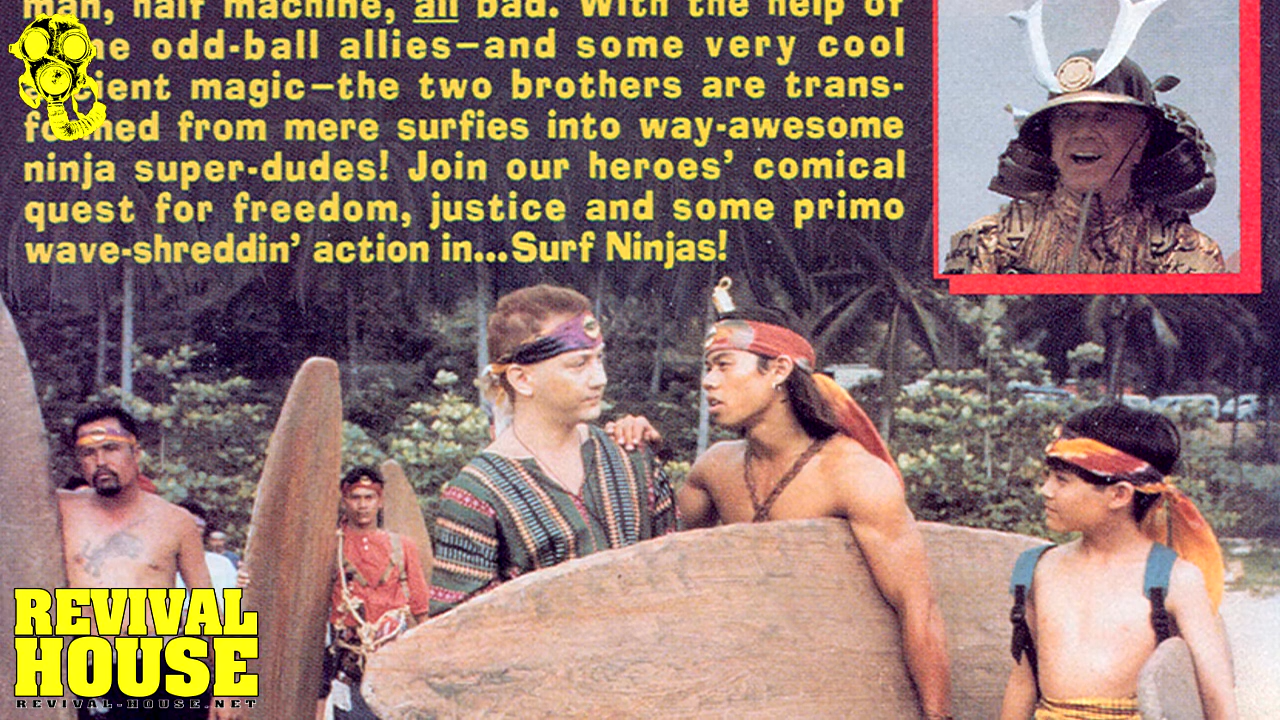 man, half machine, all bad. With the help of
odd-ball allies—and some very cool
magic—the two brothers are trans-
formed from mere surfies into way-awesome
ninja super-dudes! Join our heroes’ comical
quest for freedom, justice and some primo
wave-shreddin’ action in...Surf Ninjas!
REVIVAL
HOUSE
REVIVAL-HOUSE.NET